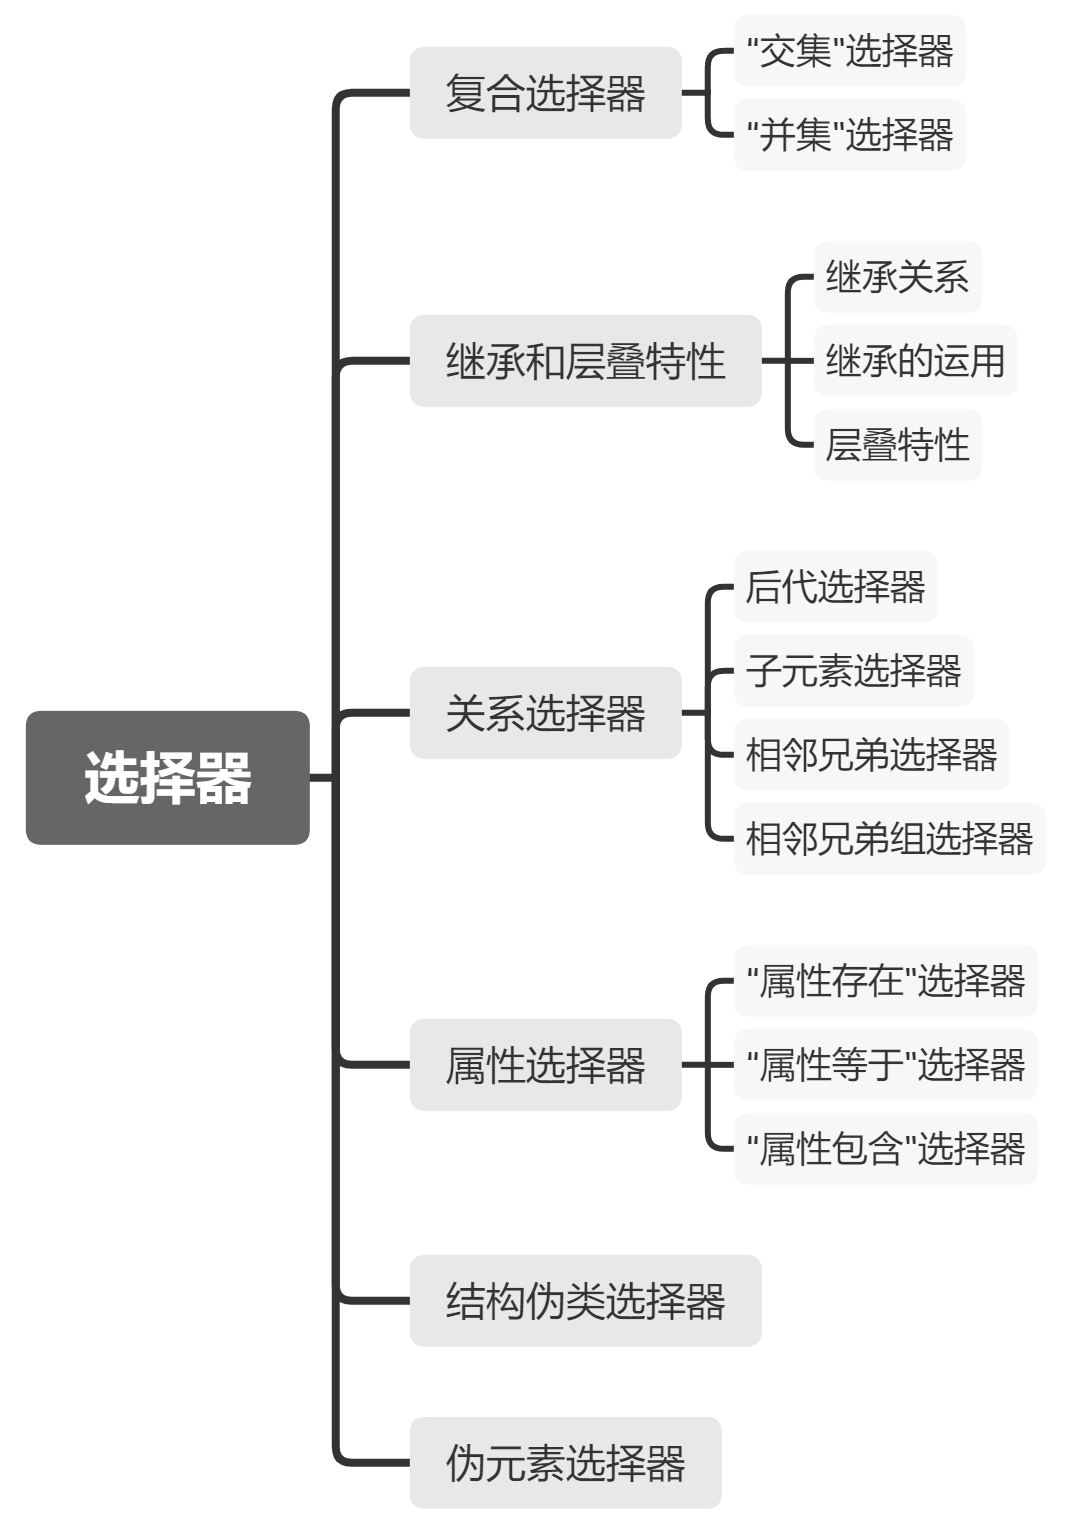 选择器
复合选择器
"交集"选择器
"并集"选择器
继承和层叠特性
继承关系
继承的运用
层叠特性
关系选择器
后代选择器
子元素选择器
相邻兄弟选择器
相邻兄弟组选择器
属性选择器
"属性存在"选择器
"属性等于"选择器
"属性包含"选择器
结构伪类选择器
伪元素选择器